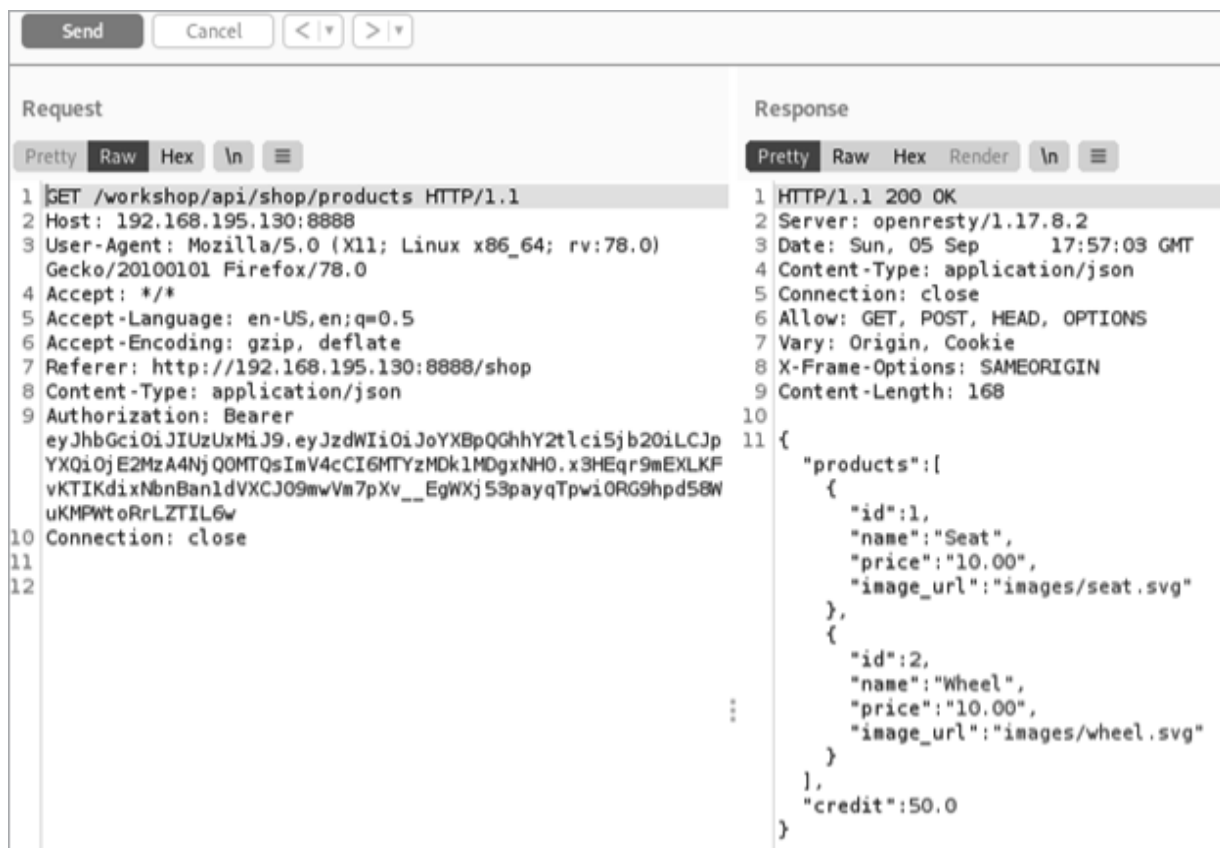 Send Cancel < >
Request
Pretty Raw Hex \n
1 GET /workshop/api/shop/products HTTP/1.1
2 Host: 192.168.195.130:8888
3 User-Agent: Mozilla/5.0 (X11; Linux x86_64; rv:78.0)
Gecko/20100101 Firefox/78.0
4 Accept: */*
5 Accept-Language: en-US,en;q=0.5
6 Accept-Encoding: gzip, deflate
7 Referer: http://192.168.195.130:8888/shop
8 Content-Type: application/json
9 Authorization: Bearer
eyJhbGciOiJIUzUxMiJ9.eyJzdWIiOiJoYXBpQGhhY2tlci5jb20iLCJp
YXQiOjE2MzA4NjQ0MTQsImV4cCI6MTYzMDk1MDgxNH0.x3HEqr9mEXLKF
vKTIKdixNbnBanldVXCJ09mwVm7pXv__EgWXj53payqTpwi0RG9hpd58W
uKMPWtoRrLZTIL6w
10 Connection: close
11
12
Response
Pretty Raw Hex Render \n
1 HTTP/1.1 200 OK
2 Server: openresty/1.17.8.2
3 Date: Sun, 05 Sep 17:57:03 GMT
4 Content-Type: application/json
5 Connection: close
6 Allow: GET, POST, HEAD, OPTIONS
7 Vary: Origin, Cookie
8 X-Frame-Options: SAMEORIGIN
9 Content-Length: 168
10
11 {
"products":[
{
"id":1,
"name":"Seat",
"price":"10.00",
"image_url":"images/seat.svg"
},
{
"id":2,
"name":"Wheel",
"price":"10.00",
"image_url":"images/wheel.svg"
}
],
"credit":50.0
}